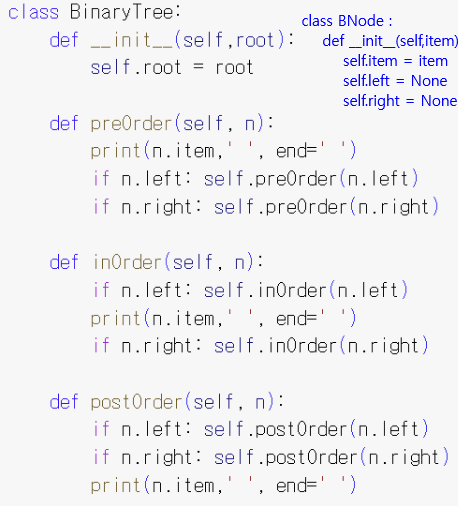 class BinaryTree:
    def __init__(self,root):
        self.root = root

    def preOrder(self, n):
        print(n.item,' ', end=' ')
        if n.left: self.preOrder(n.left)
        if n.right: self.preOrder(n.right)

    def inOrder(self, n):
        if n.left: self.inOrder(n.left)
        print(n.item,' ', end=' ')
        if n.right: self.inOrder(n.right)

    def postOrder(self, n):
        if n.left: self.postOrder(n.left)
        if n.right: self.postOrder(n.right)
        print(n.item,' ', end=' ')

class BNode :
    def __init__(self,item)
        self.item = item
        self.left = None
        self.right = None